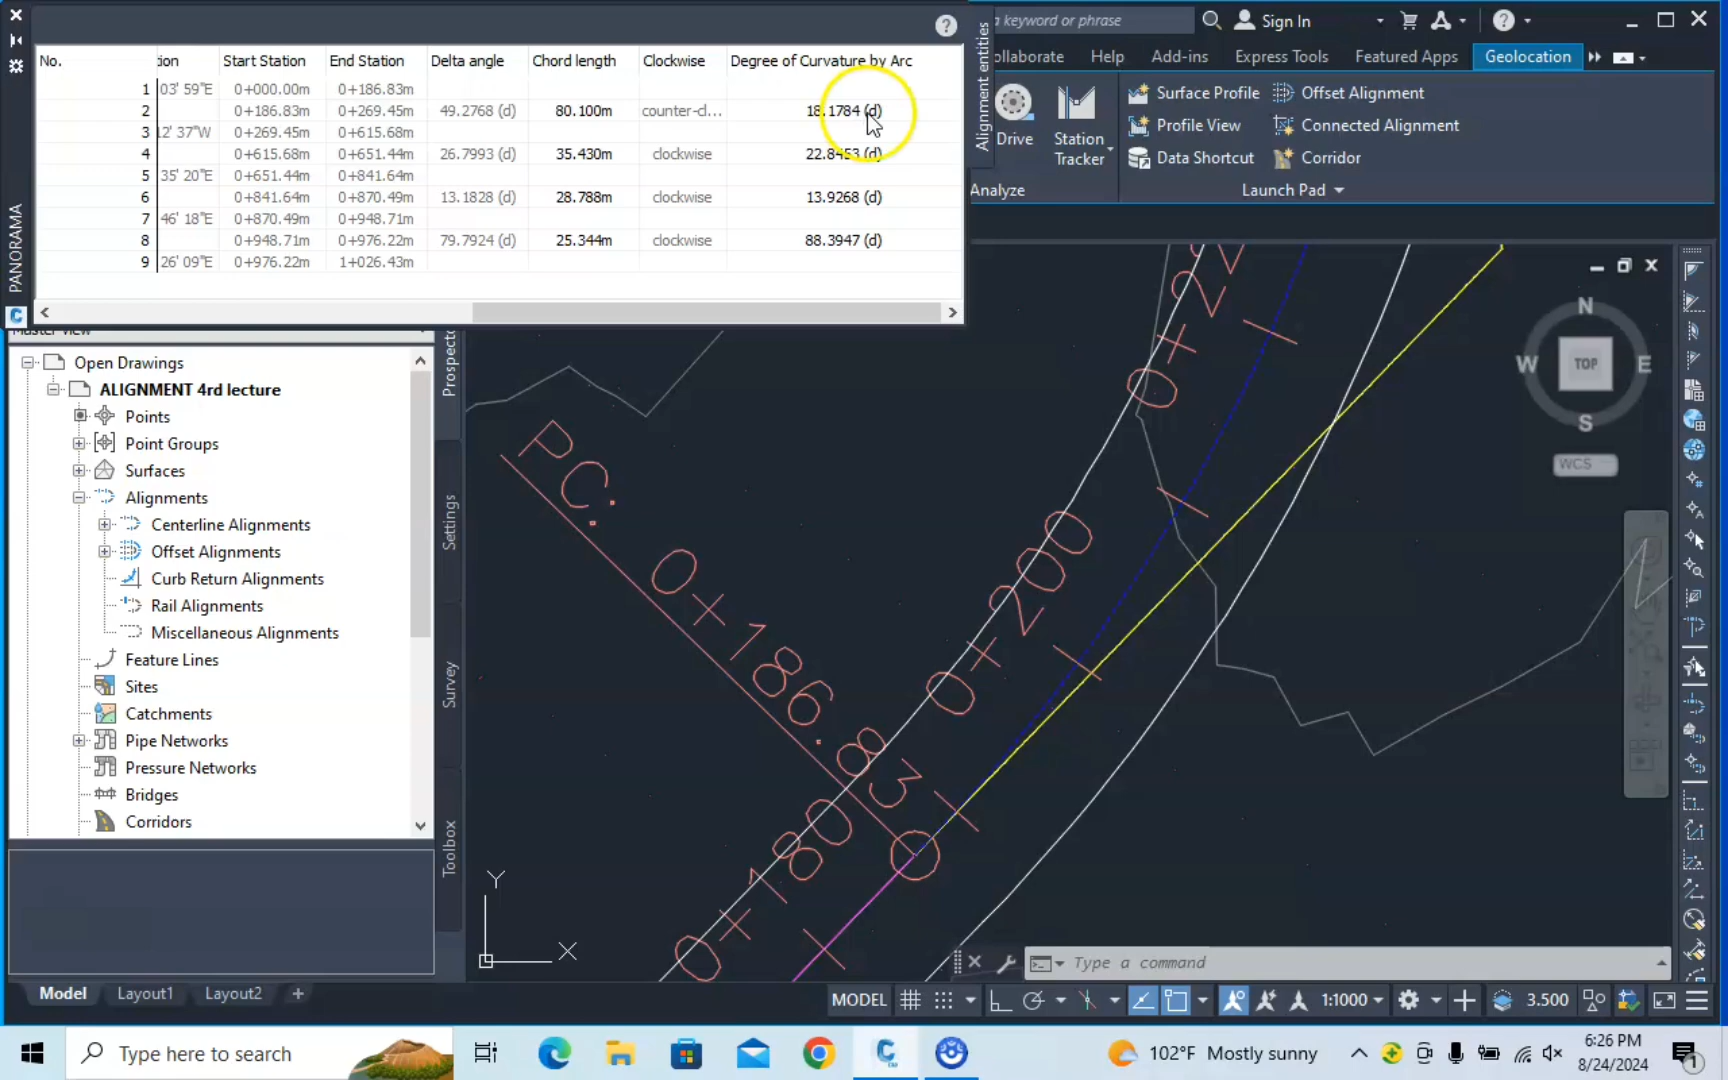 a keyword or phrase
Sign In
ollaborate
Help
Add-ins
Express Tools
Featured Apps
Geolocation
Drive
Station
Tracker
Surface Profile
Offset Alignment
Profile View
Connected Alignment
Data Shortcut
Corridor
Analyze
Launch Pad
Alignment entities
PANORAMA
No. tion Start Station End Station Delta angle Chord length Clockwise Degree of Curvature by Arc
1 03' 59"E 0+000.00m 0+186.83m
2 0+186.83m 0+269.45m 49.2768 (d) 80.100m counter-cl... 18.1784 (d)
3 12' 37"W 0+269.45m 0+615.68m
4 0+615.68m 0+651.44m 26.7993 (d) 35.430m clockwise 22.8453 (d)
5 35' 20"E 0+651.44m 0+841.64m
6 0+841.64m 0+870.49m 13.1828 (d) 28.788m clockwise 13.9268 (d)
7 46' 18"E 0+870.49m 0+948.71m
8 0+948.71m 0+976.22m 79.7924 (d) 25.344m clockwise 88.3947 (d)
9 26' 09"E 0+976.22m 1+026.43m
Open Drawings
ALIGNMENT 4rd lecture
Points
Point Groups
Surfaces
Alignments
Centerline Alignments
Offset Alignments
Curb Return Alignments
Rail Alignments
Miscellaneous Alignments
Feature Lines
Sites
Catchments
Pipe Networks
Pressure Networks
Bridges
Corridors
Prospect
Settings
Survey
Toolbox
PC: 0+186.83
0+180
0+200
0+22
N
W
TOP
E
S
WCS
Y
X
Type a command
Model
Layout1
Layout2
MODEL
1:1000
3.500
Type here to search
102°F Mostly sunny
6:26 PM
8/24/2024
1